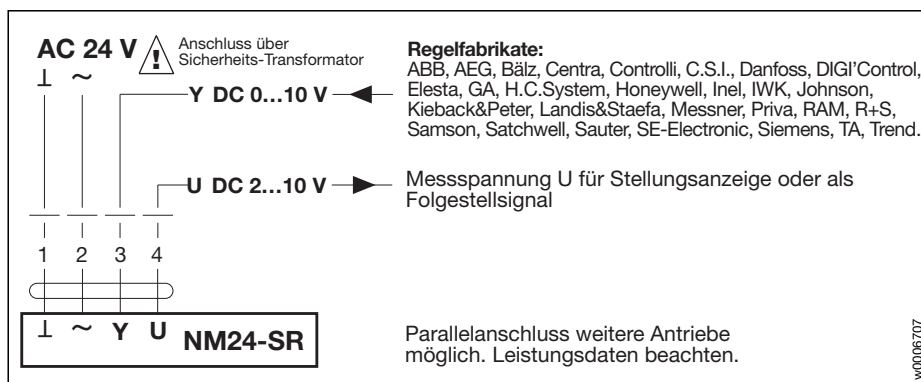 AC 24 V
Anschluss über
Sicherheits-Transformator
⊥ ~
Y DC 0...10 V
Regelfabrikate:
ABB, AEG, Bälz, Centra, Controlli, C.S.I., Danfoss, DIGI'Control,
Elesta, GA, H.C.System, Honeywell, Inel, IWK, Johnson,
Kieback&Peter, Landis&Staefa, Messner, Priva, RAM, R+S,
Samson, Satchwell, Sauter, SE-Electronic, Siemens, TA, Trend.
U DC 2...10 V
Messspannung U für Stellungsanzeige oder als
Folgestellsignal
1 2 3 4
⊥ ~ Y U NM24-SR
Parallelanschluss weitere Antriebe
möglich. Leistungsdaten beachten.
w0006707